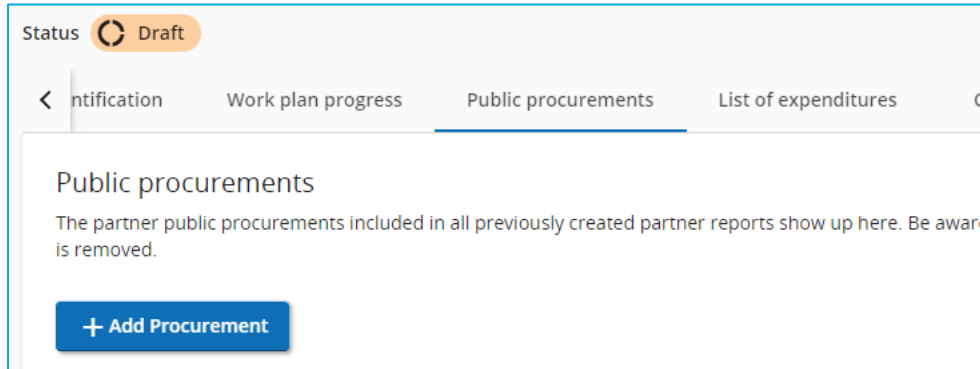 Status Draft
ntification Work plan progress Public procurements List of expenditures
Public procurements
The partner public procurements included in all previously created partner reports show up here. Be
is removed.
+ Add Procurement